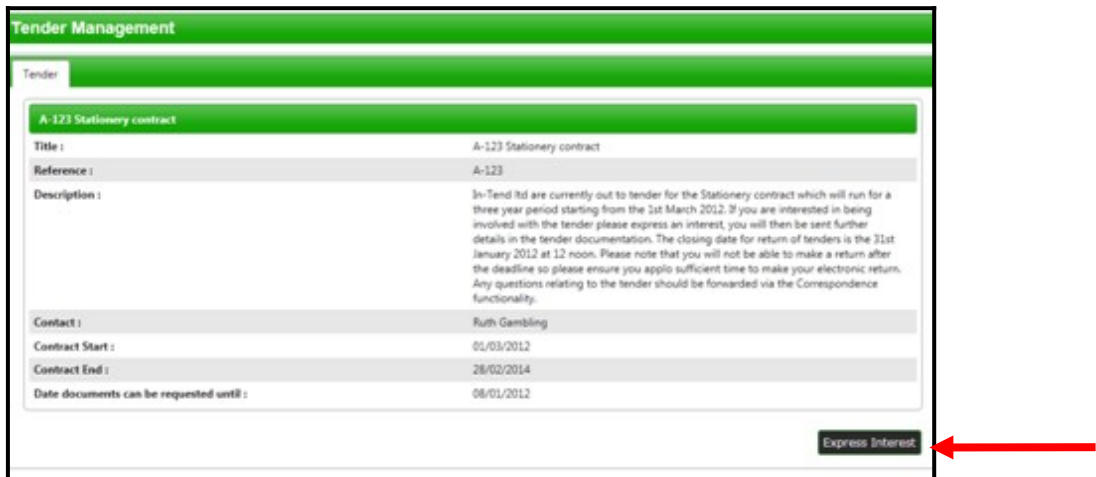 Tender Management
Tender
A-123 Stationery contract
Title : A-123 Stationery contract
Reference : A-123
Description : In-Tend ltd are currently out to tender for the Stationery contract which will run for a
three year period starting from the 1st March 2012. If you are interested in being
involved with the tender please express an interest, you will then be sent further
details in the tender documentation. The closing date for return of tenders is the 31st
January 2012 at 12 noon. Please note that you will not be able to make a return after
the deadline so please ensure you applo sufficient time to make your electronic return.
Any questions relating to the tender should be forwarded via the Correspondence
functionality.
Contact : Ruth Gambling
Contract Start : 01/03/2012
Contract End : 28/02/2014
Date documents can be requested until : 08/01/2012
Express Interest